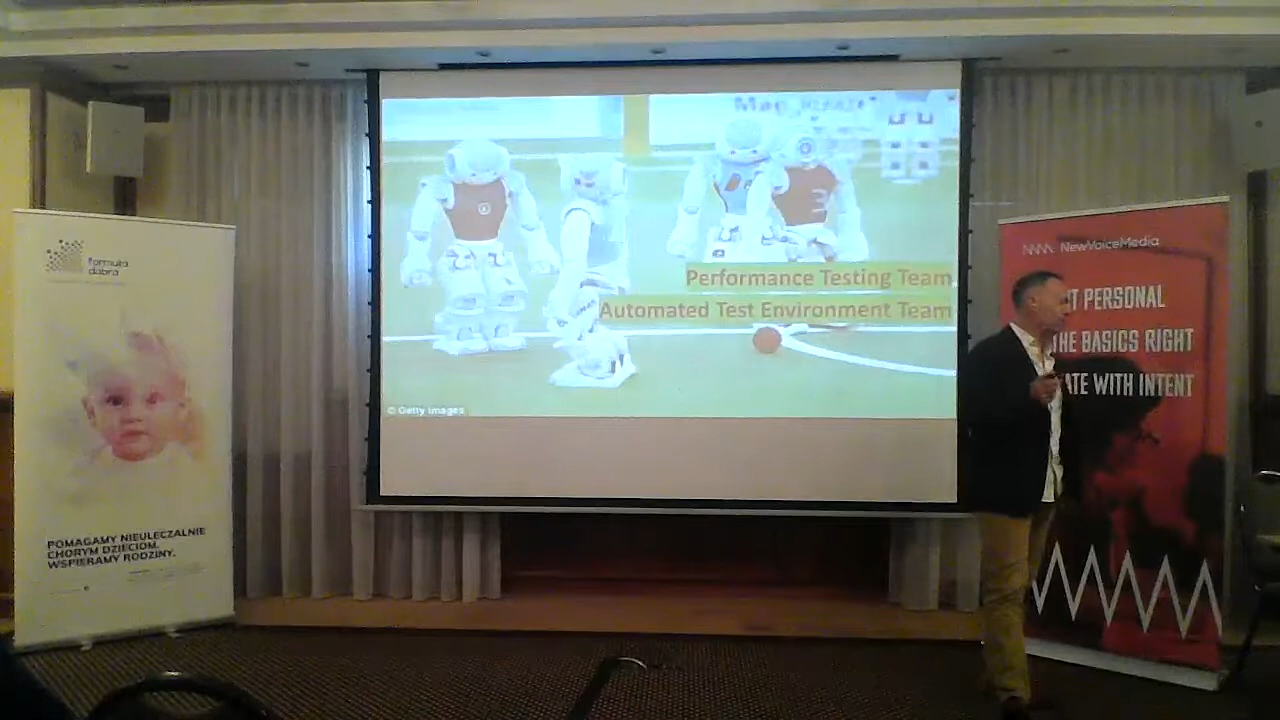 formuła
dobra
POMAGAMY NIEULECZALNIE
CHORYM DZIECIOM.
WSPIERAMY RODZINY.
Performance Testing Team
Automated Test Environment Team
3
© Getty Images
NewVoiceMedia
PERSONAL
THE BASICS RIGHT
WITH INTENT